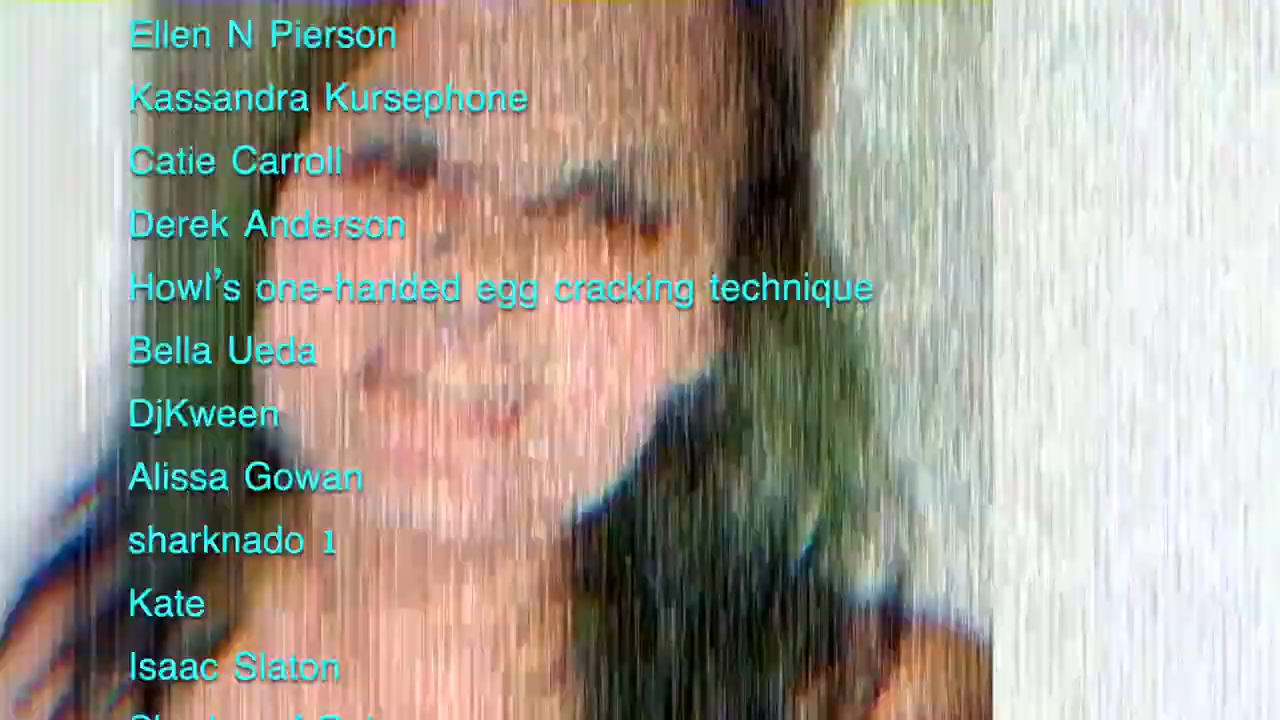 Ellen N Pierson
Kassandra Kursephone
Catie Carroll
Derek Anderson
Howl's one-handed egg cracking technique
Bella Ueda
DjKween
Alissa Gowan
sharknado 1
Kate
Isaac Slaton